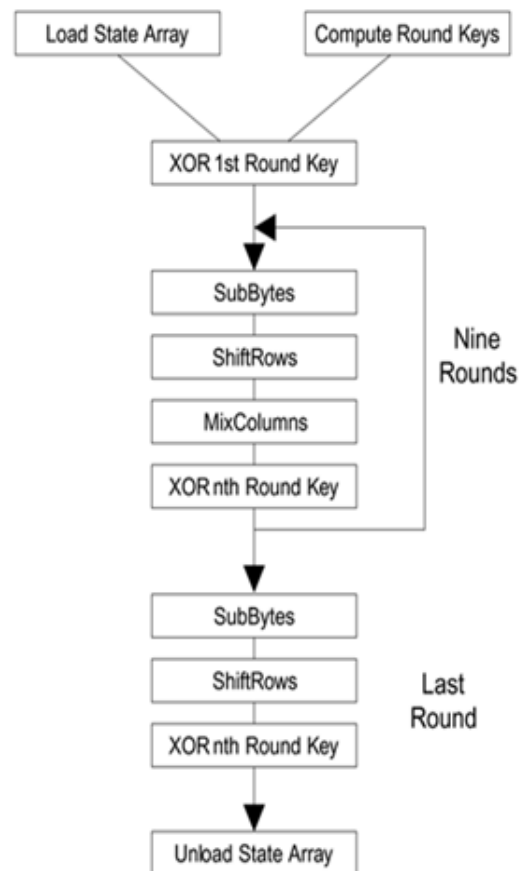 Load State Array
Compute Round Keys
XOR 1st Round Key
SubBytes
ShiftRows
MixColumns
XOR nth Round Key
Nine
Rounds
SubBytes
ShiftRows
XOR nth Round Key
Last
Round
Unload State Array